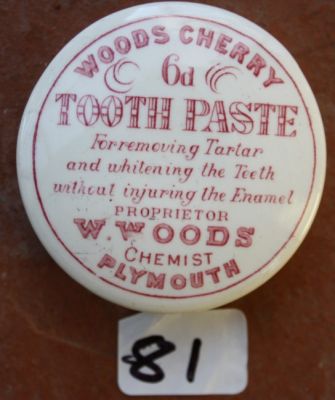 WOODS CHERRY
6d
TOOTH PASTE
For removing Tartar
and whitening the Teeth
without injuring the Enamel
PROPRIETOR
W. WOODS
CHEMIST
PLYMOUTH
81